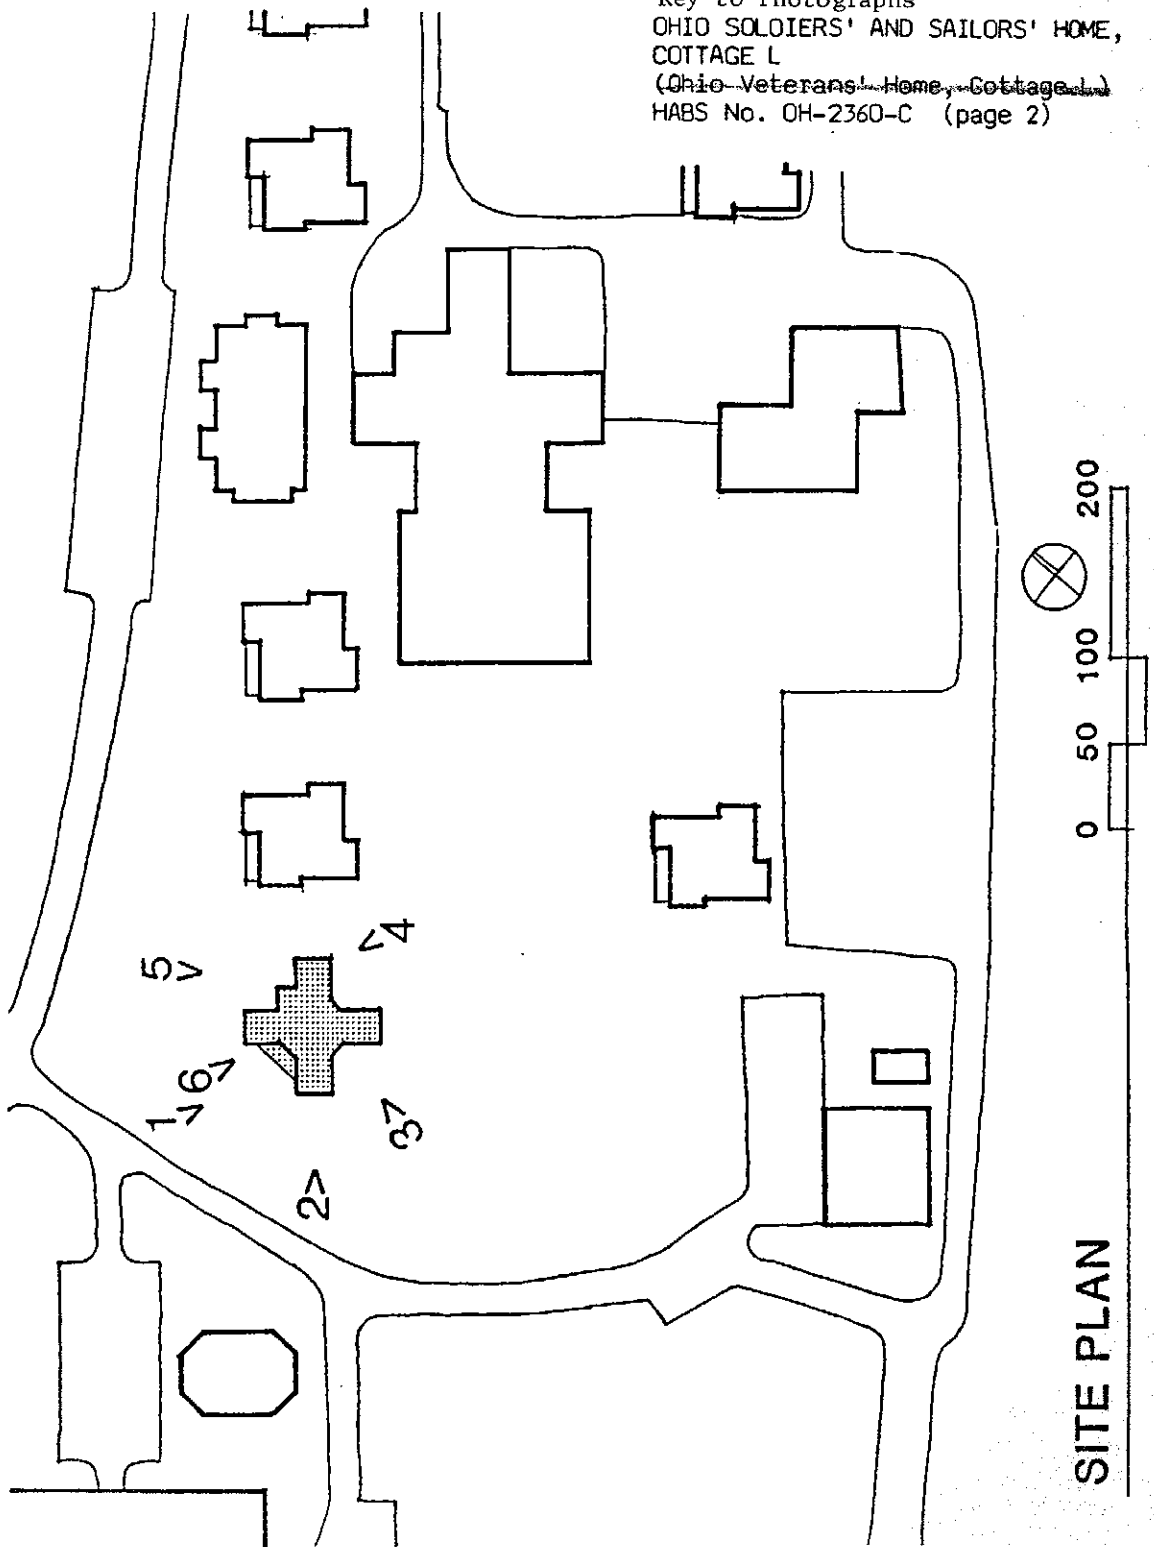 Key to Photographs
OHIO SOLOIERS' AND SAILORS' HOME,
COTTAGE L
(Ohio Veterans' Home, Cottage L)
HABS No. OH-2360-C (page 2)
5
4
6
1
3
2
0 50 100 200
SITE PLAN